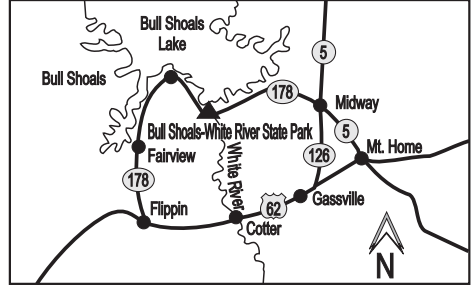 Bull Shoals
Lake
5
Bull Shoals
178
Midway
Bull Shoals-White River State Park
5
Mt. Home
Fairview
White River
126
178
62
Gassville
Flippin
Cotter
N